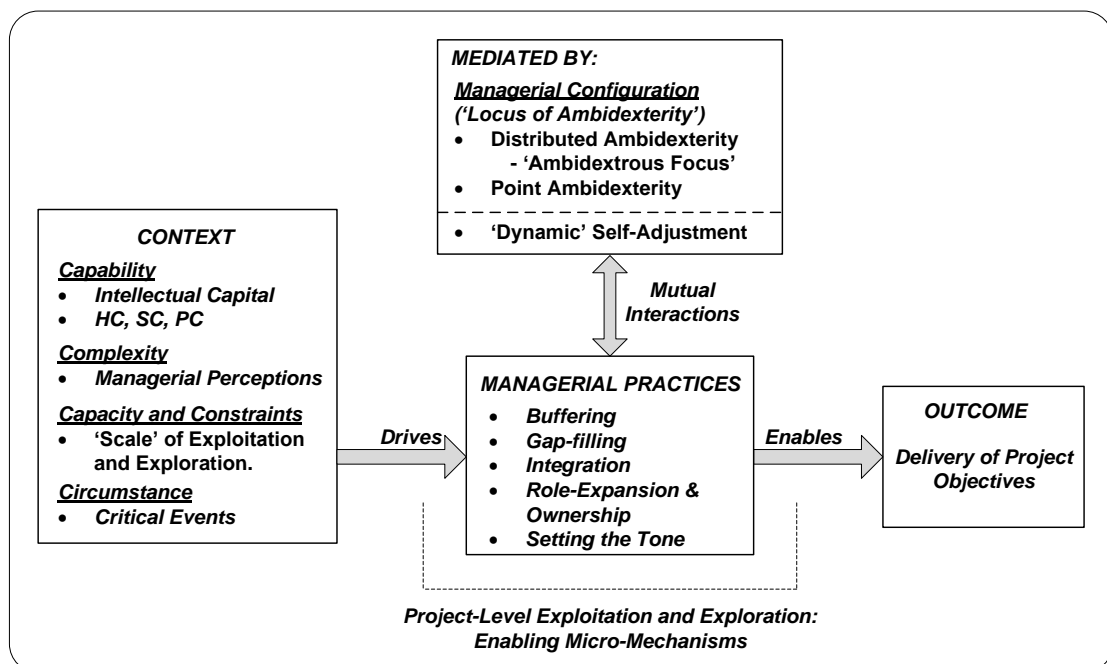 MEDIATED BY:
Managerial Configuration
(‘Locus of Ambidexterity’)
• Distributed Ambidexterity
- ‘Ambidextrous Focus’
• Point Ambidexterity
• ‘Dynamic’ Self-Adjustment
CONTEXT
Capability
• Intellectual Capital
• HC, SC, PC
Complexity
• Managerial Perceptions
Capacity and Constraints
• ‘Scale’ of Exploitation
and Exploration.
Circumstance
• Critical Events
Mutual
Interactions
Drives
MANAGERIAL PRACTICES
• Buffering
• Gap-filling
• Integration
• Role-Expansion &
Ownership
• Setting the Tone
Enables
OUTCOME
Delivery of Project
Objectives
Project-Level Exploitation and Exploration:
Enabling Micro-Mechanisms